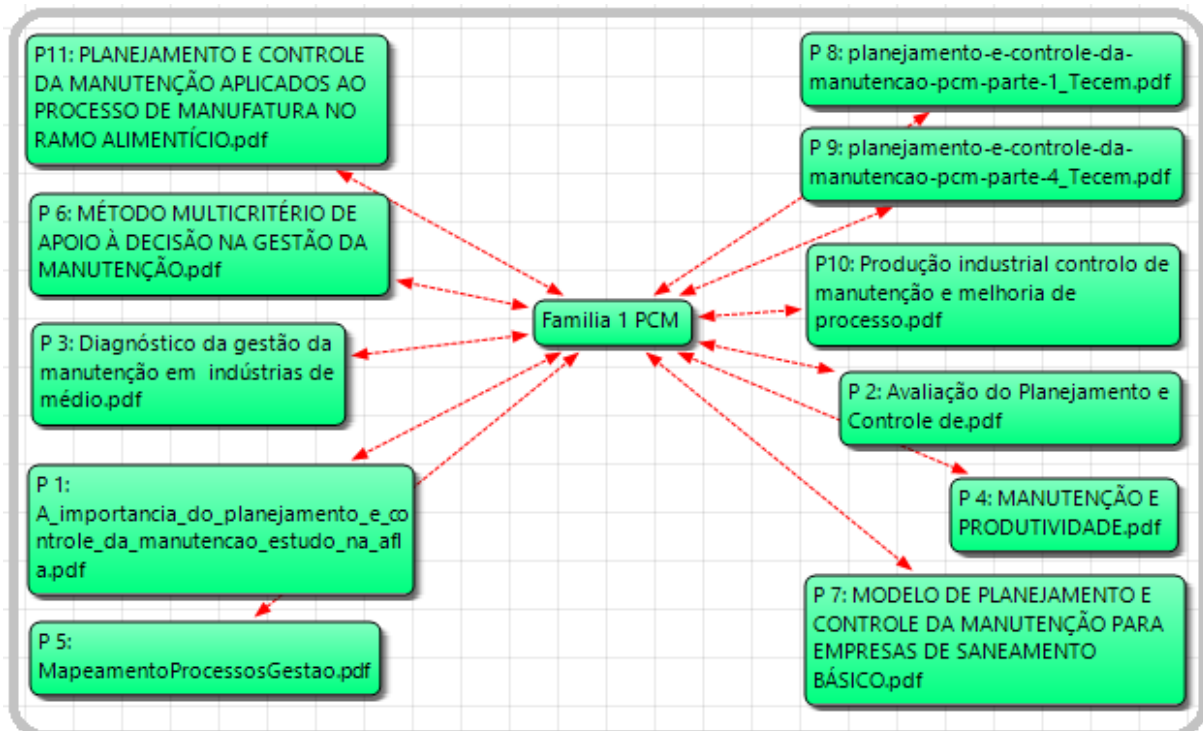 P11: PLANEJAMENTO E CONTROLE
DA MANUTENÇÃO APLICADOS AO
PROCESSO DE MANUFATURA NO
RAMO ALIMENTÍCIO.pdf
P 6: MÉTODO MULTICRITÉRIO DE
APOIO À DECISÃO NA GESTÃO DA
MANUTENÇÃO.pdf
P 3: Diagnóstico da gestão da
manutenção em indústrias de
médio.pdf
P 1:
A_importancia_do_planejamento_e_co
ntrole_da_manutencao_estudo_na_afl
a.pdf
P 5:
MapeamentoProcessosGestao.pdf
Familia 1 PCM
P 8: planejamento-e-controle-da-
manutencao-pcm-parte-1_Tecem.pdf
P 9: planejamento-e-controle-da-
manutencao-pcm-parte-4_Tecem.pdf
P10: Produção industrial controlo de
manutenção e melhoria de
processo.pdf
P 2: Avaliação do Planejamento e
Controle de.pdf
P 4: MANUTENÇÃO E
PRODUTIVIDADE.pdf
P 7: MODELO DE PLANEJAMENTO E
CONTROLE DA MANUTENÇÃO PARA
EMPRESAS DE SANEAMENTO
BÁSICO.pdf